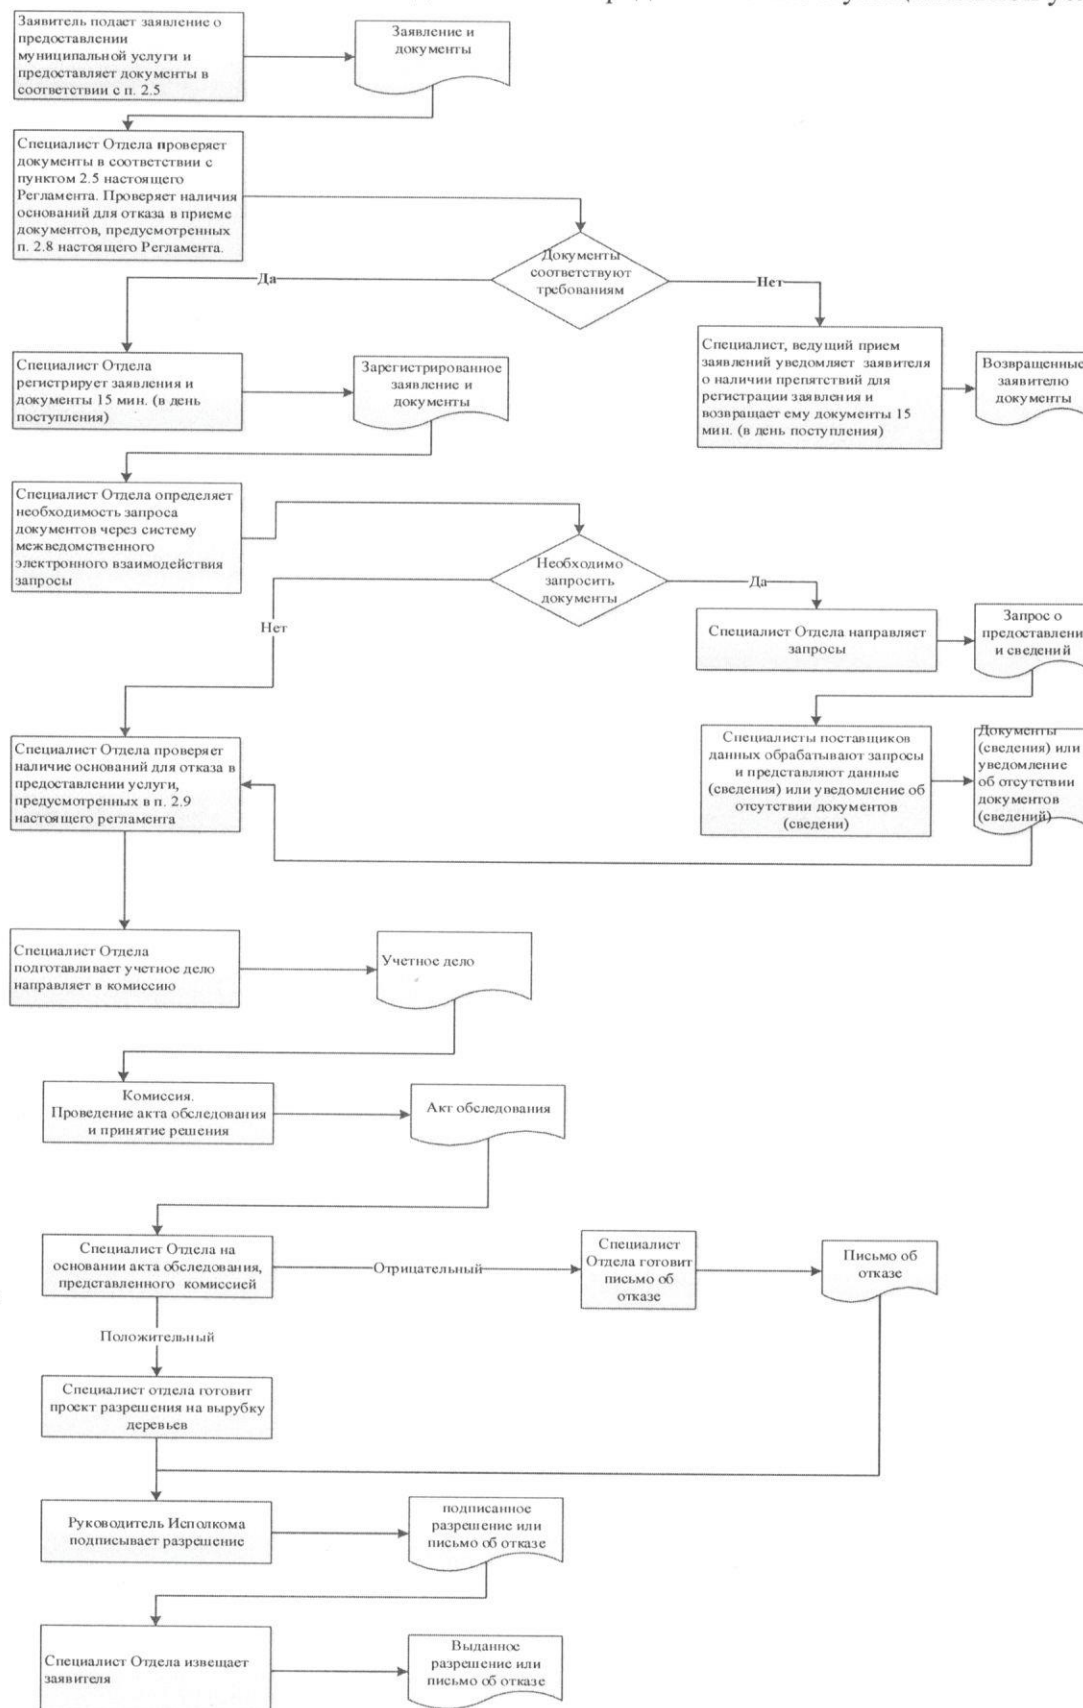 Заявитель подает заявление о
предоставлении
муниципальной услуги и
предоставляет документы в
соответствии с п. 2.5
Заявление и
документы
Специалист Отдела проверяет
документы в соответствии с
пунктом 2.5 настоящего
Регламента. Проверяет наличия
оснований для отказа в приеме
документов, предусмотренных
п. 2.8 настоящего Регламента.
Документы
соответствуют
требованиям
Да
Нет
Специалист Отдела
регистрирует заявления и
документы 15 мин. (в день
поступления)
Зарегистрированное
заявление и
документы
Специалист, ведущий прием
заявлений уведомляет заявителя
о наличии препятствий для
регистрации заявления и
возвращает ему документы 15
мин. (в день поступления)
Возвращенные
заявителю
документы
Специалист Отдела определяет
необходимость запроса
документов через систему
межведомственного
электронного взаимодействия
запросы
Необходимо
запросить
документы
Да
Нет
Специалист Отдела направляет
запросы
Запрос о
предоставлени
и сведений
Специалист Отдела проверяет
наличие оснований для отказа в
предоставлении услуги,
предусмотренных в п. 2.9
настоящего регламента
Специалисты поставщиков
данных обрабатывают запросы
и представляют данные
(сведения) или уведомление об
отсутствии документов
(сведени)
Документы
(сведения) или
уведомление
об отсутствии
документов
(сведений)
Специалист Отдела
подготавливает учетное дело
направляет в комиссию
Учетное дело
Комиссия.
Проведение акта обследования
и принятие решения
Акт обследования
Специалист Отдела на
основании акта обследования,
представленного комиссией
Отрицательный
Специалист
Отдела готовит
письмо об
отказе
Письмо об
отказе
Положительный
Специалист отдела готовит
проект разрешения на вырубку
деревьев
Руководитель Исполкома
подписывает разрешение
подписанное
разрешение или
письмо об отказе
Специалист Отдела извещает
заявителя
Выданное
разрешение или
письмо об отказе